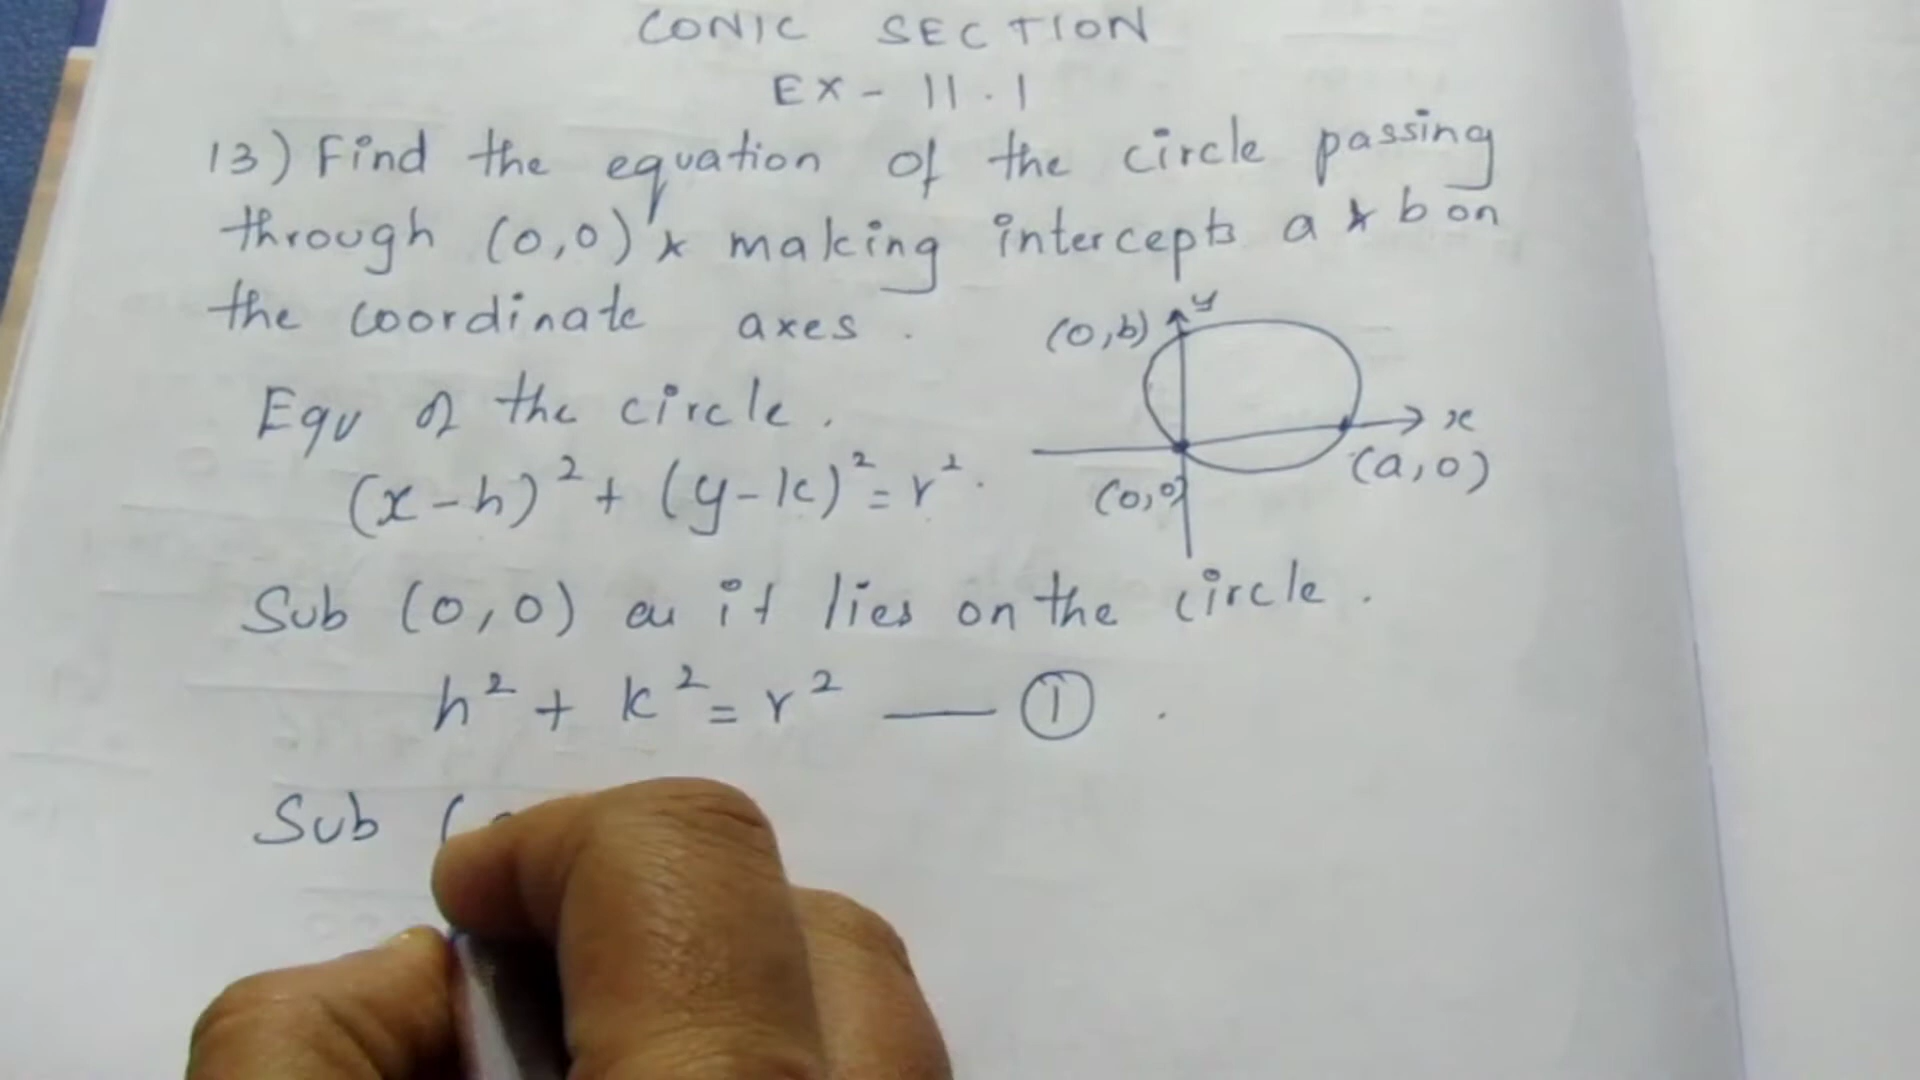 CONIC SECTION
EX - 11.1
13) Find the equation of the circle passing
through (0,0) & making intercepts a & b on
the coordinate axes.
(0,b) y
x
(a,0)
(0,0)
Equ of the circle.
(x-h)² + (y-k)² = r².
Sub (0,0) as it lies on the circle.
h² + k² = r² — ①
Sub (